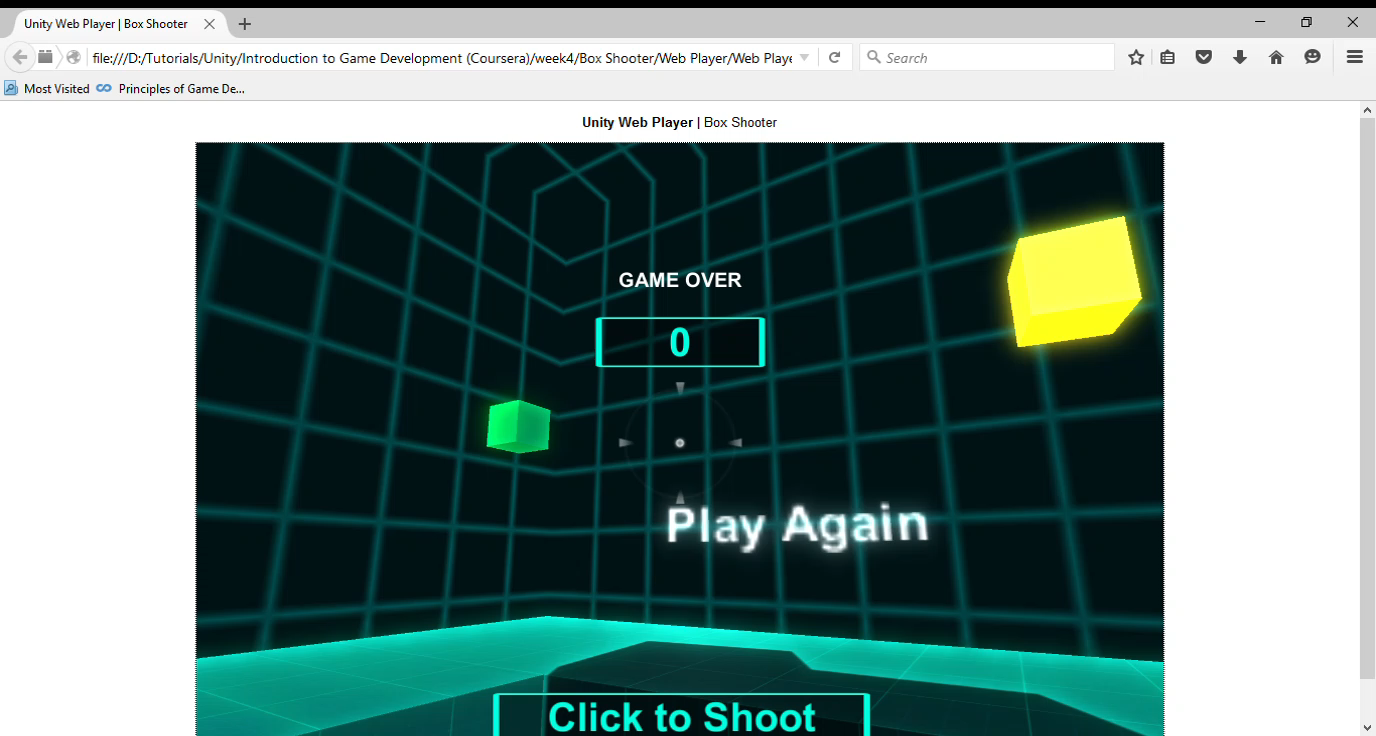 Unity Web Player | Box Shooter
file:///D:/Tutorials/Unity/Introduction to Game Development (Coursera)/week4/Box Shooter/Web Player/Web Playe
Search
Most Visited
Principles of Game De...
Unity Web Player | Box Shooter
GAME OVER
0
Play Again
Click to Shoot